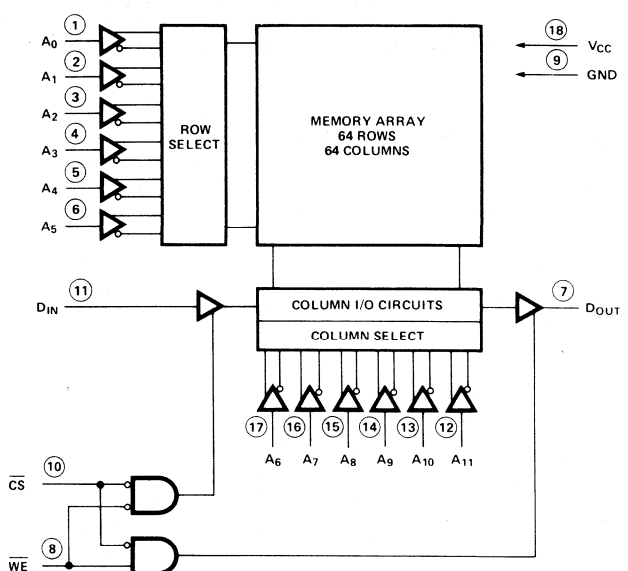 1
A0
2
A1
3
A2
4
A3
5
A4
6
A5
ROW
SELECT
MEMORY ARRAY
64 ROWS
64 COLUMNS
18
VCC
9
GND
11
DIN
COLUMN I/O CIRCUITS
COLUMN SELECT
7
DOUT
17
16
15
14
13
12
A6
A7
A8
A9
A10
A11
10
CS
8
WE